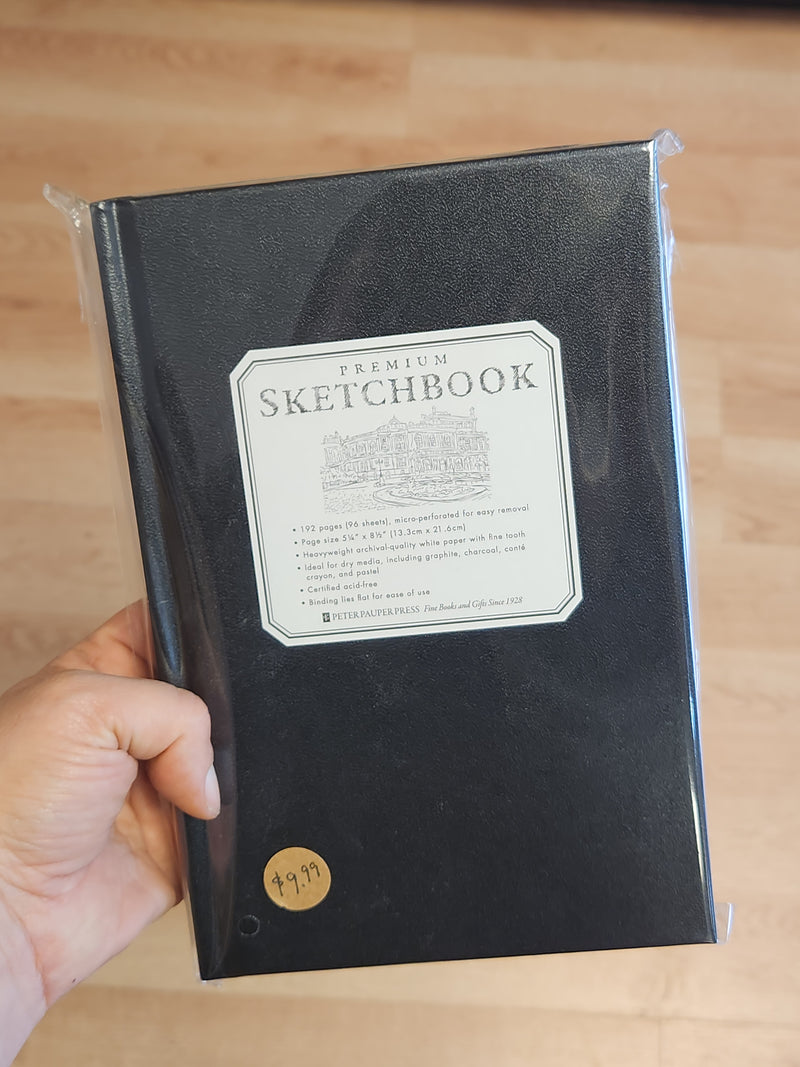 PREMIUM
SKETCHBOOK
• 192 pages (96 sheets), micro-perforated for easy removal
• Page size 5¼" x 8½" (13.3cm x 21.6cm)
• Heavyweight archival-quality white paper with fine tooth
• Ideal for dry media, including graphite, charcoal, conté
crayon, and pastel
• Certified acid-free
• Binding lies flat for ease of use
PETER PAUPER PRESS Fine Books and Gifts Since 1928
$9.99